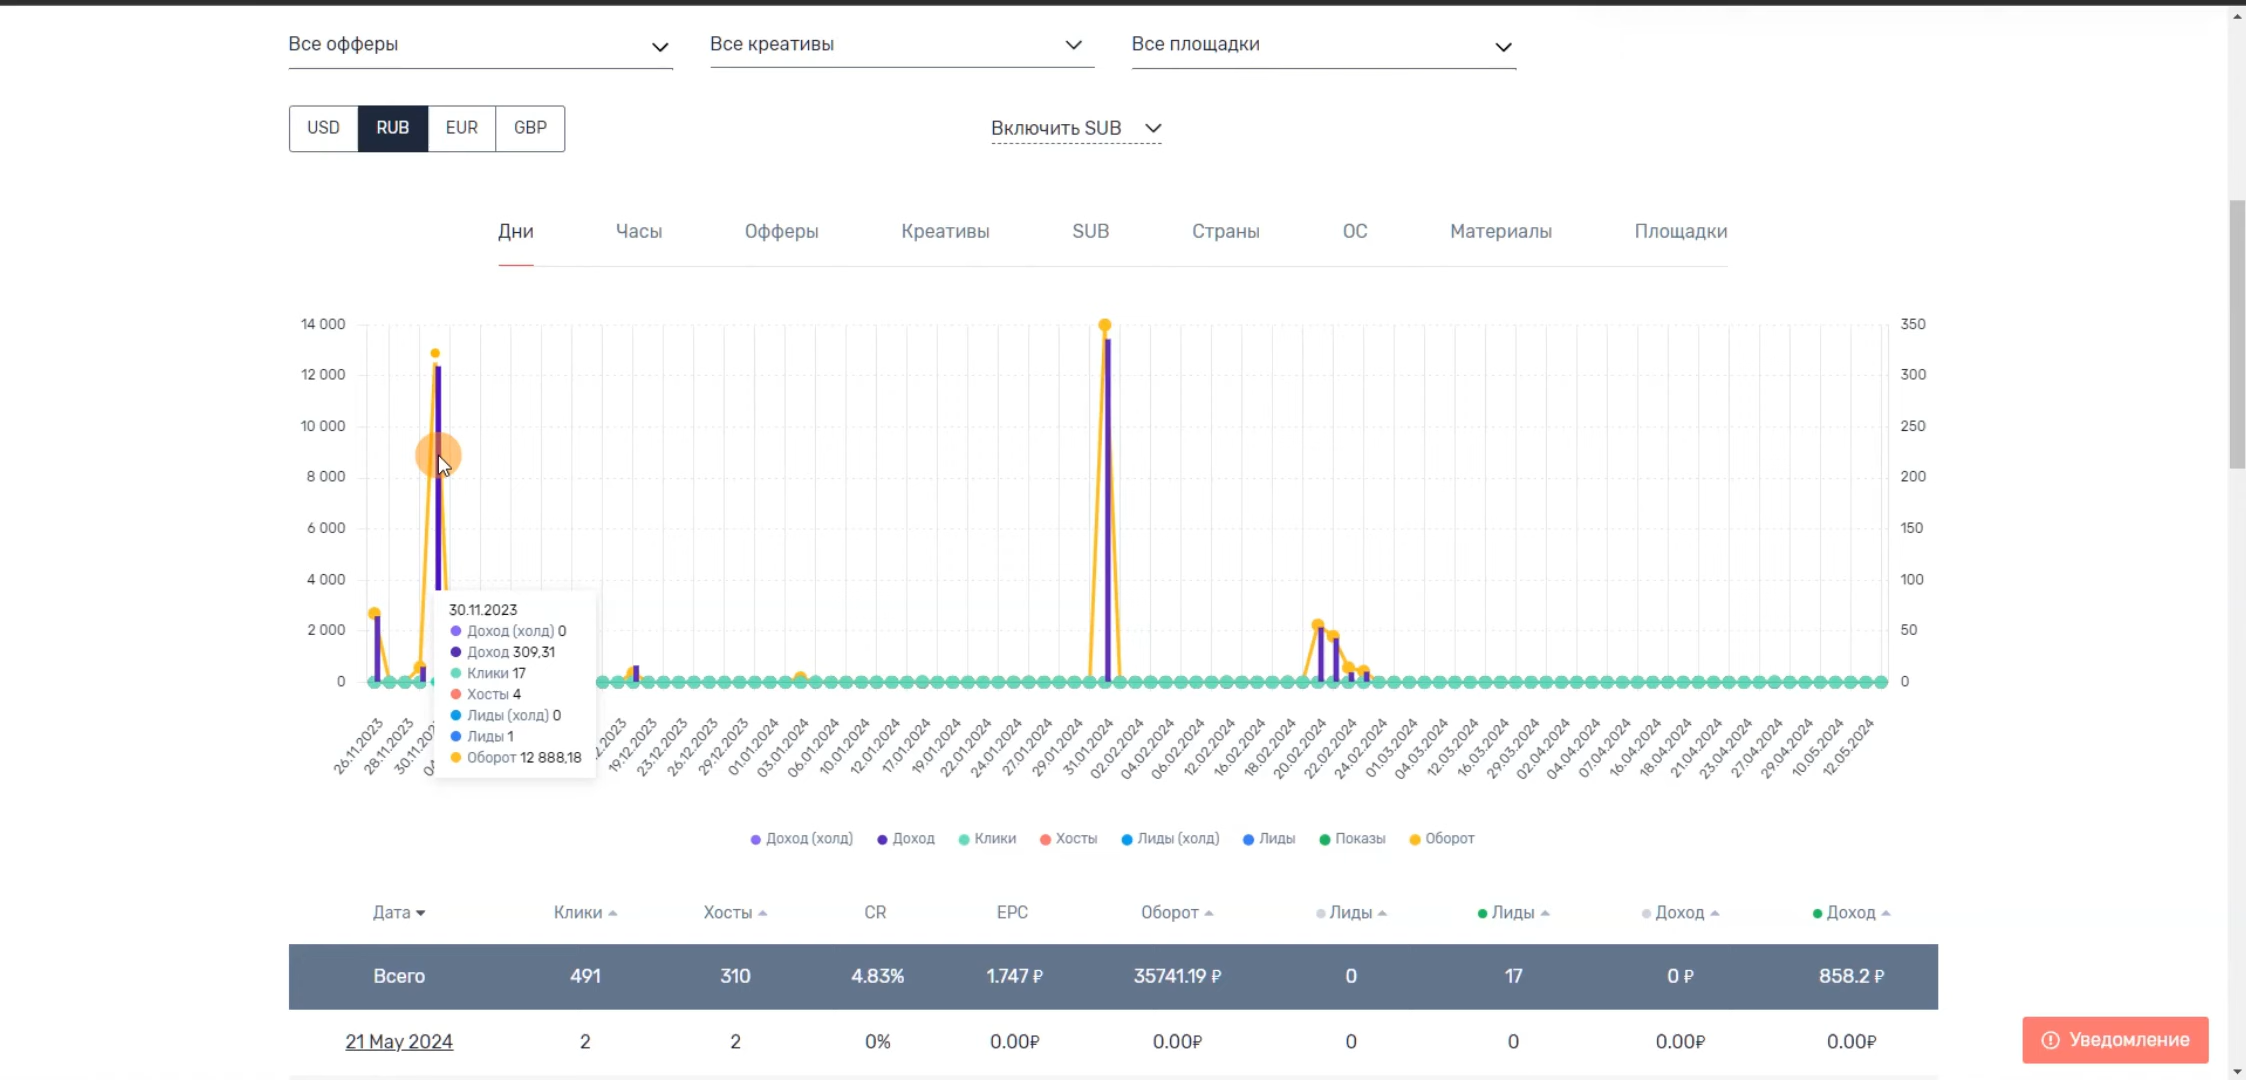 Все офферы Все креативы Все площадки
USD RUB EUR GBP Включить SUB
Дни Часы Офферы Креативы SUB Страны ОС Материалы Площадки
14 000 350
12 000 300
10 000 250
8 000 200
6 000 150
4 000 100
2 000 50
0 0
30.11.2023
Доход (холд) 0
Доход 309,31
Клики 17
Хосты 4
Лиды (холд) 0
Лиды 1
Оборот 12 888,18
26.11.2023 28.11.2023 19.12.2023 23.12.2023 26.12.2023 29.12.2023 01.01.2024 03.01.2024 06.01.2024 10.01.2024 12.01.2024 17.01.2024 19.01.2024 22.01.2024 24.01.2024 27.01.2024 29.01.2024 31.01.2024 02.02.2024 04.02.2024 06.02.2024 12.02.2024 16.02.2024 18.02.2024 20.02.2024 22.02.2024 24.02.2024 01.03.2024 04.03.2024 12.03.2024 16.03.2024 29.03.2024 02.04.2024 04.04.2024 07.04.2024 16.04.2024 18.04.2024 21.04.2024 23.04.2024 27.04.2024 29.04.2024 10.05.2024 12.05.2024
Доход (холд) Доход Клики Хосты Лиды (холд) Лиды Показы Оборот
Дата Клики Хосты CR EPC Оборот Лиды Лиды Доход Доход
Всего 491 310 4.83% 1.747 ₽ 35741.19 ₽ 0 17 0 ₽ 858.2 ₽
21 May 2024 2 2 0% 0.00₽ 0.00₽ 0 0 0.00₽ 0.00₽
Уведомление